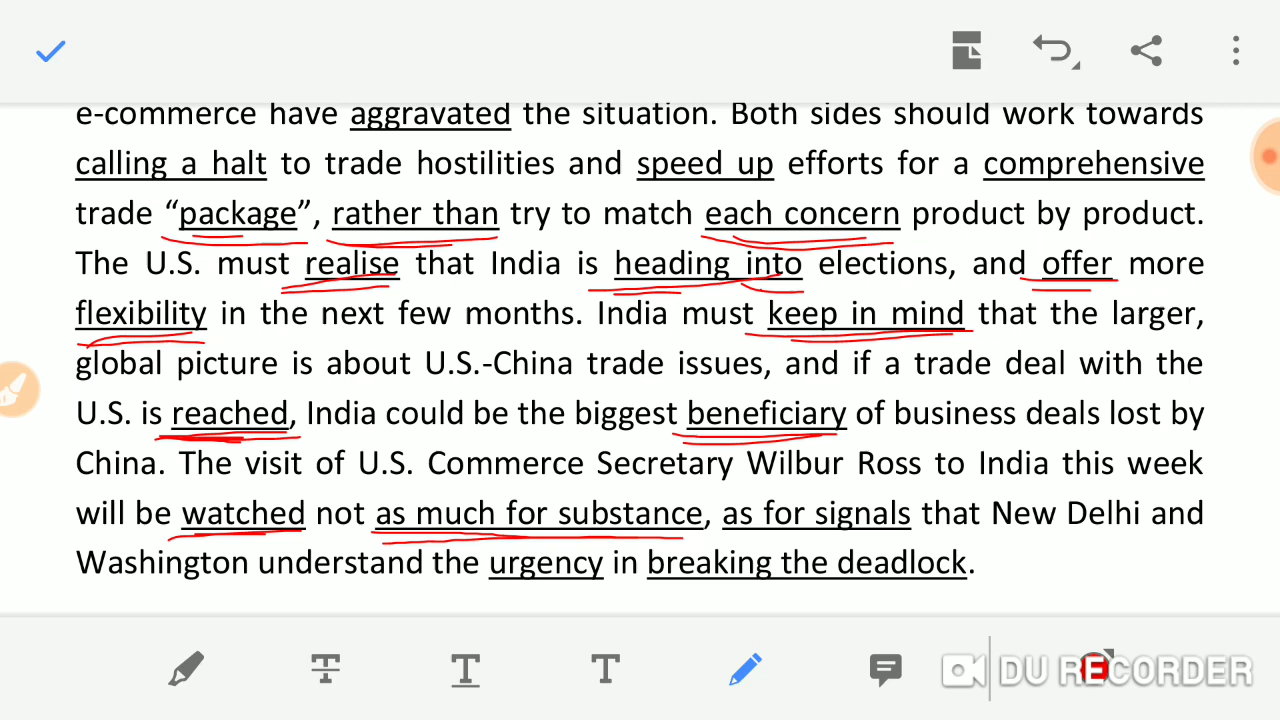 e-commerce have aggravated the situation. Both sides should work towards
calling a halt to trade hostilities and speed up efforts for a comprehensive
trade “package”, rather than try to match each concern product by product.
The U.S. must realise that India is heading into elections, and offer more
flexibility in the next few months. India must keep in mind that the larger,
global picture is about U.S.-China trade issues, and if a trade deal with the
U.S. is reached, India could be the biggest beneficiary of business deals lost by
China. The visit of U.S. Commerce Secretary Wilbur Ross to India this week
will be watched not as much for substance, as for signals that New Delhi and
Washington understand the urgency in breaking the deadlock.
T T T
DU RECORDER